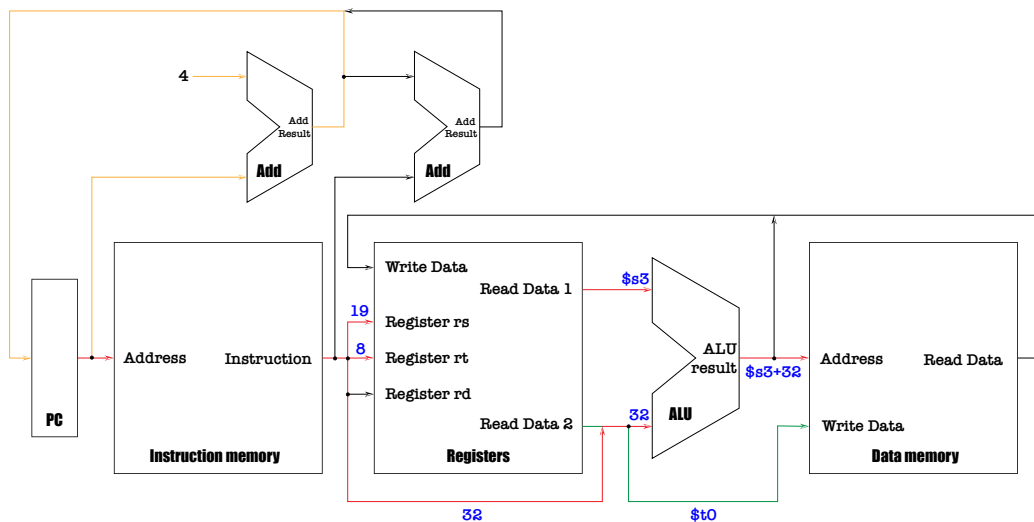 4
Add
Result
Add
Add
Result
Add
Write Data
Read Data 1
$s3
19
Register rs
8
Register rt
Register rd
Read Data 2
32
Registers
PC
Address
Instruction
Instruction memory
ALU
result
ALU
$s3+32
Address
Read Data
Write Data
Data memory
32
$t0